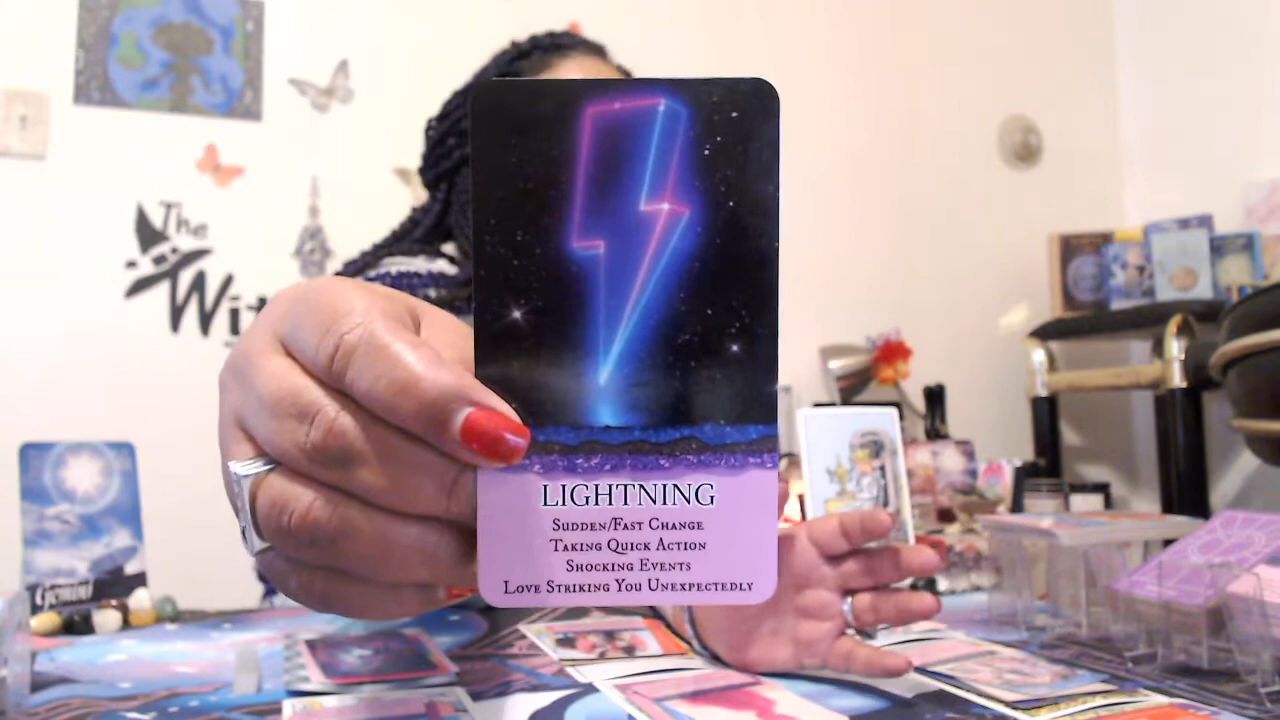 The
Wit
LIGHTNING
Sudden/Fast Change
Taking Quick Action
Shocking Events
Love Striking You Unexpectedly
Gemini